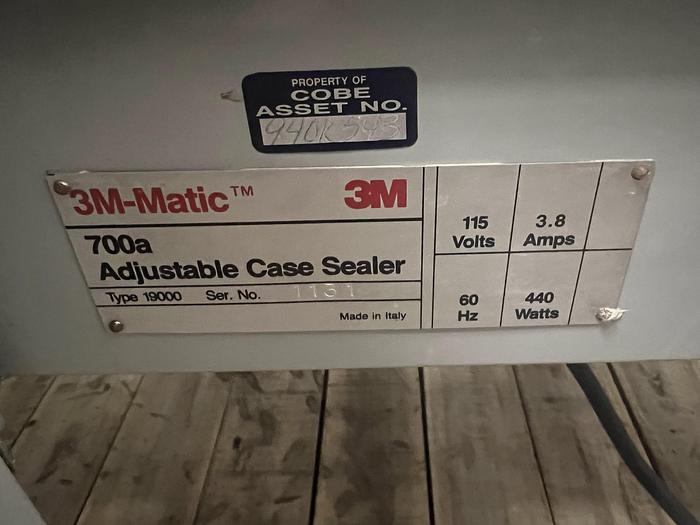 PROPERTY OF
COBE
ASSET NO.
3M-Matic™ 3M
700a
Adjustable Case Sealer
Type 19000 Ser. No. 1131
Made in Italy
115 Volts
3.8 Amps
60 Hz
440 Watts